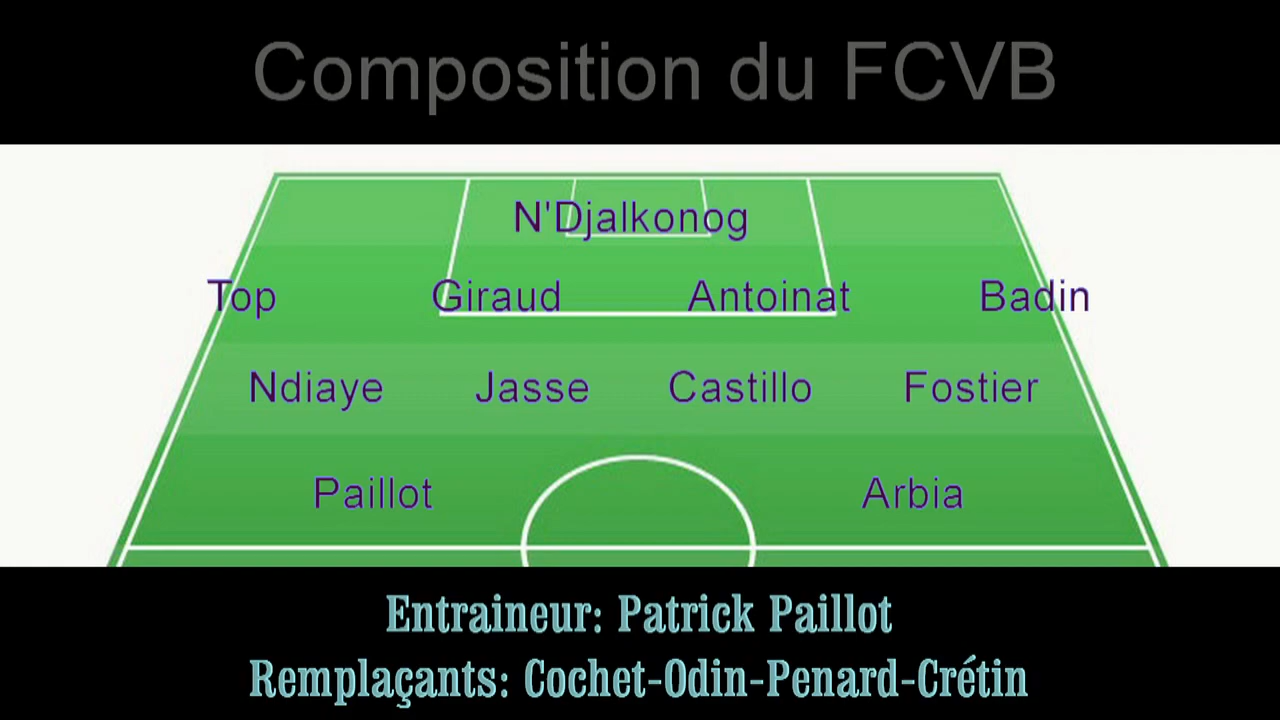 Composition du FCVB
N'Djalkonog
Top Giraud Antoinat Badin
Ndiaye Jasse Castillo Fostier
Paillot Arbia
Entraineur: Patrick Paillot
Remplaçants: Cochet-Odin-Penard-Crétin